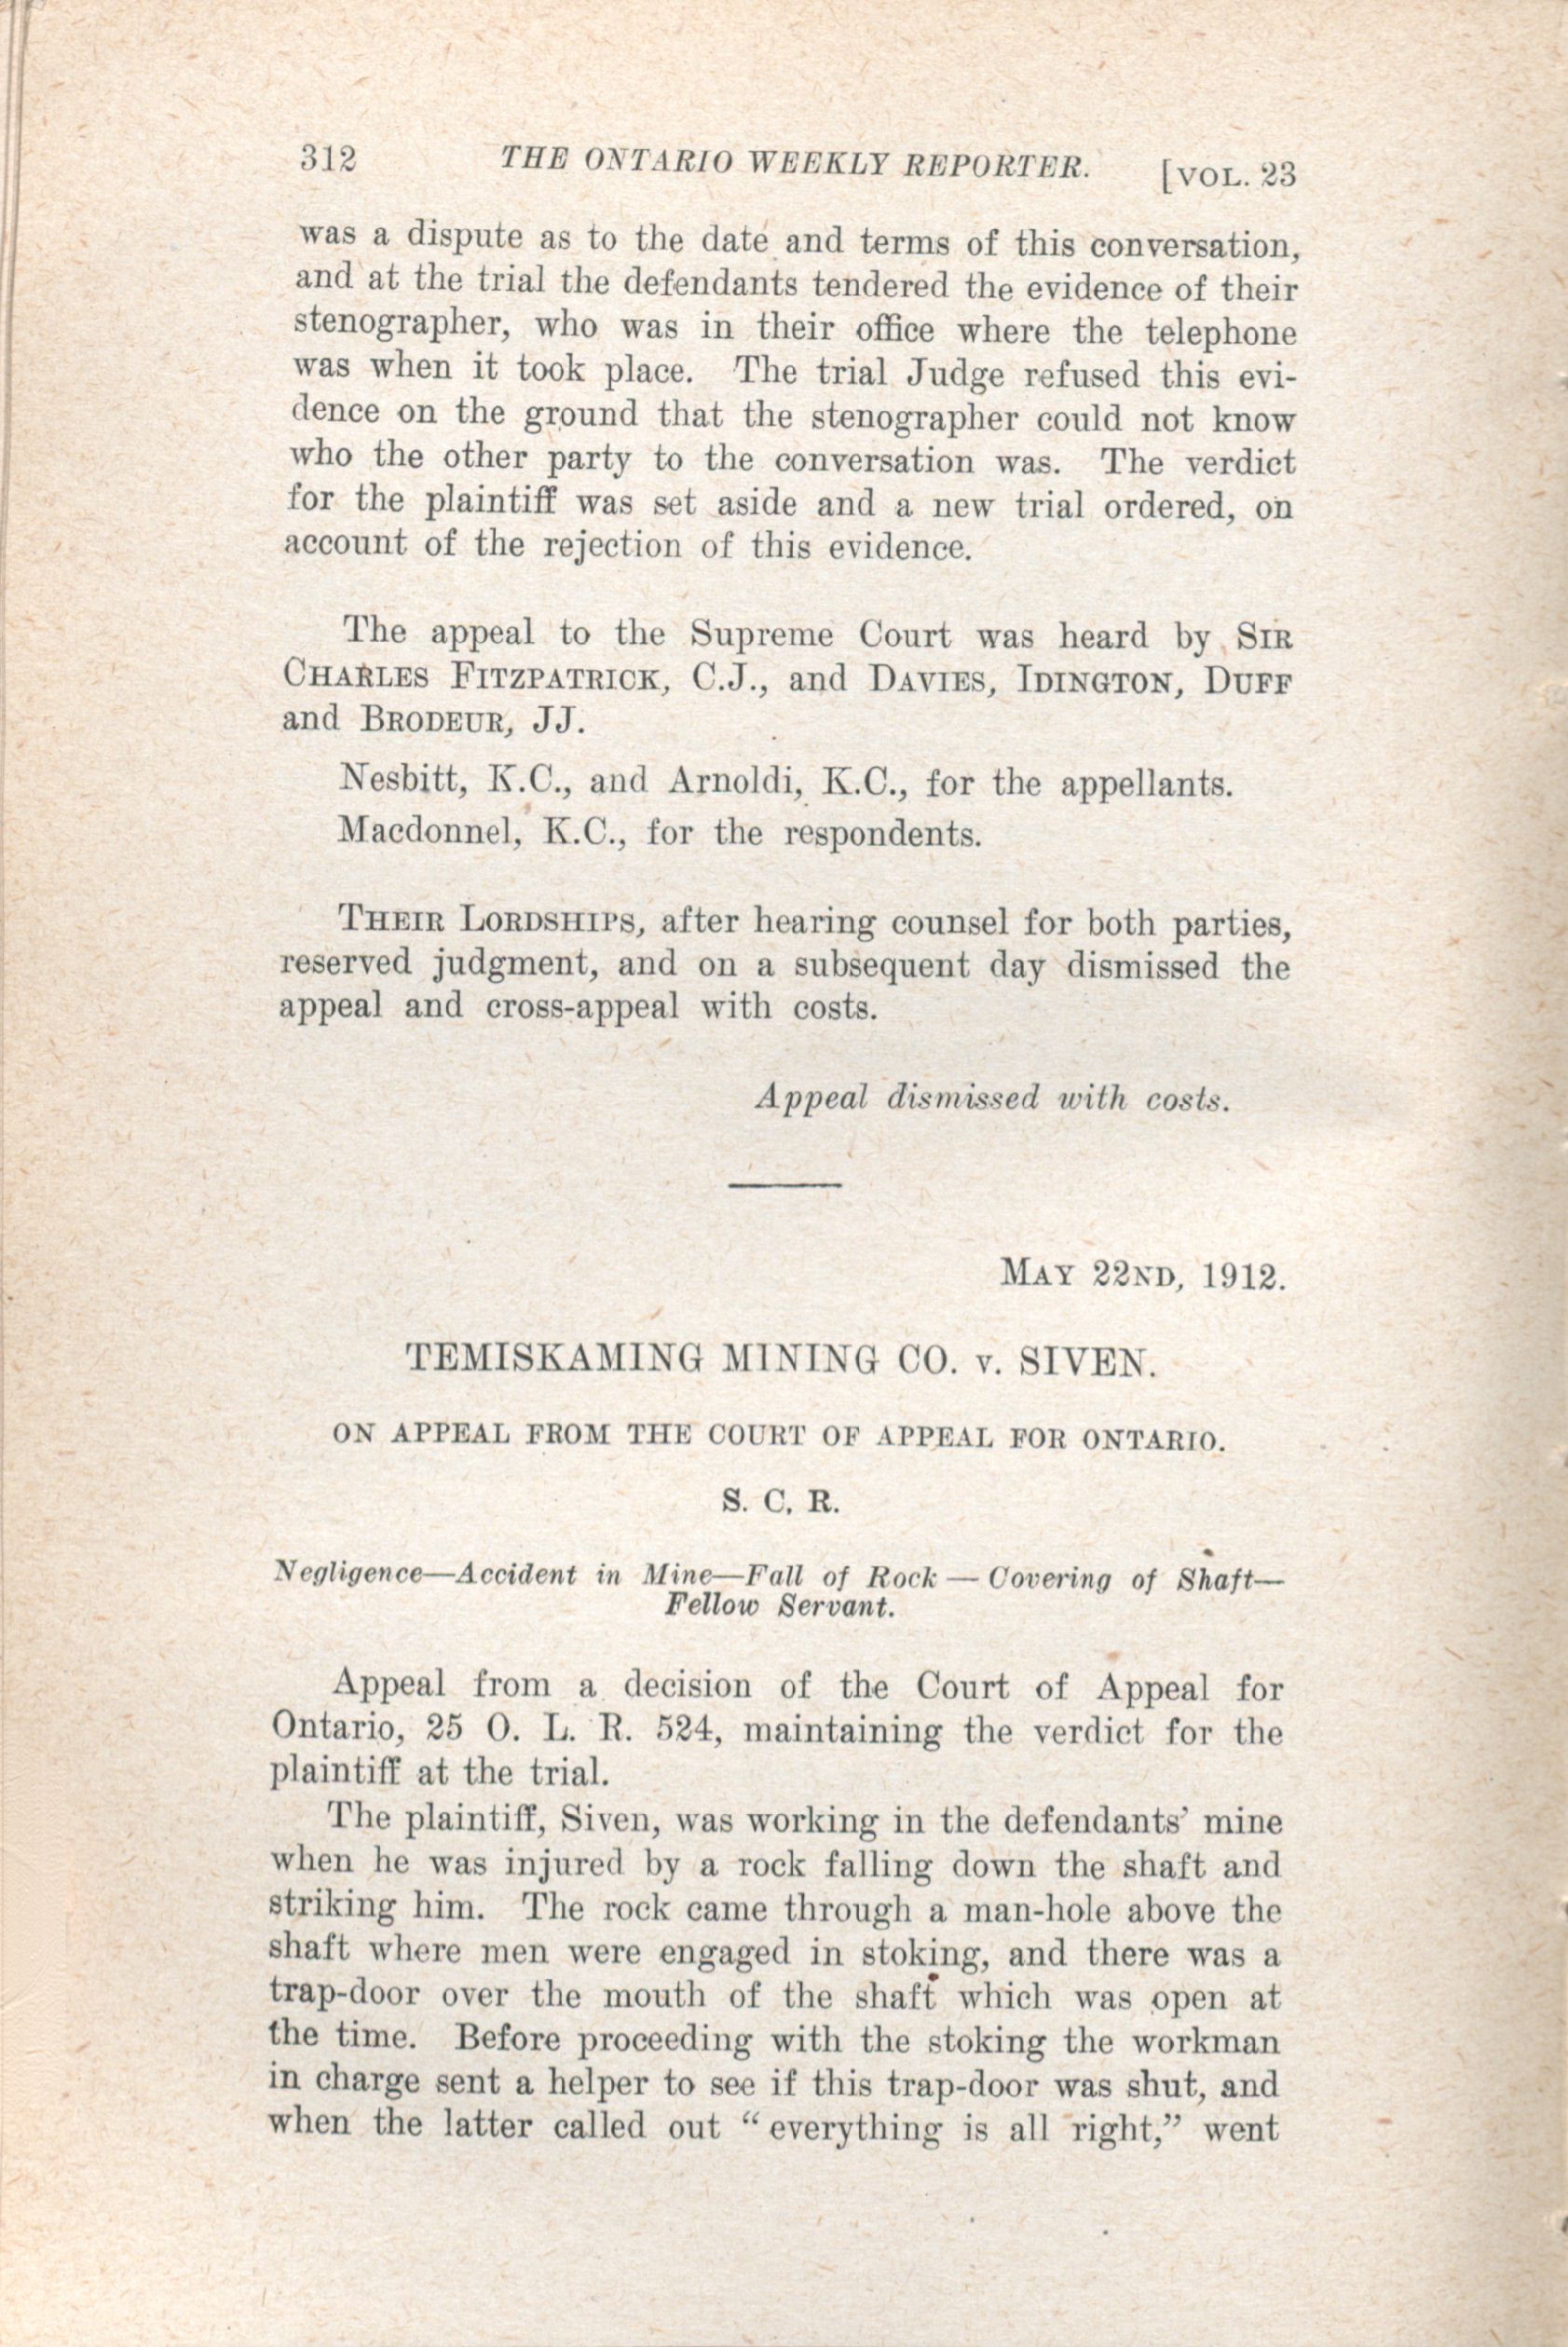 312 THE ONTARIO WEEKLY REPORTER. [VOL. 23
was a dispute as to the date and terms of this conversation,
and at the trial the defendants tendered the evidence of their
stenographer, who was in their office where the telephone
was when it took place. The trial Judge refused this evi-
dence on the ground that the stenographer could not know
who the other party to the conversation was. The verdict
for the plaintiff was set aside and a new trial ordered, on
account of the rejection of this evidence.
The appeal to the Supreme Court was heard by SIR
CHARLES FITZPATRICK, C.J., and DAVIES, IDINGTON, DUFF
and BRODEUR, JJ.
Nesbitt, K.C., and Arnoldi, K.C., for the appellants.
Macdonnel, K.C., for the respondents.
THEIR LORDSHIPS, after hearing counsel for both parties,
reserved judgment, and on a subsequent day dismissed the
appeal and cross-appeal with costs.
Appeal dismissed with costs.
MAY 22ND, 1912.
TEMISKAMING MINING CO. v. SIVEN.
ON APPEAL FROM THE COURT OF APPEAL FOR ONTARIO.
S. C. R.
Negligence—Accident in Mine—Fall of Rock — Covering of Shaft—
Fellow Servant.
Appeal from a decision of the Court of Appeal for
Ontario, 25 O. L. R. 524, maintaining the verdict for the
plaintiff at the trial.
The plaintiff, Siven, was working in the defendants' mine
when he was injured by a rock falling down the shaft and
striking him. The rock came through a man-hole above the
shaft where men were engaged in stoking, and there was a
trap-door over the mouth of the shaft which was open at
the time. Before proceeding with the stoking the workman
in charge sent a helper to see if this trap-door was shut, and
when the latter called out "everything is all right," went